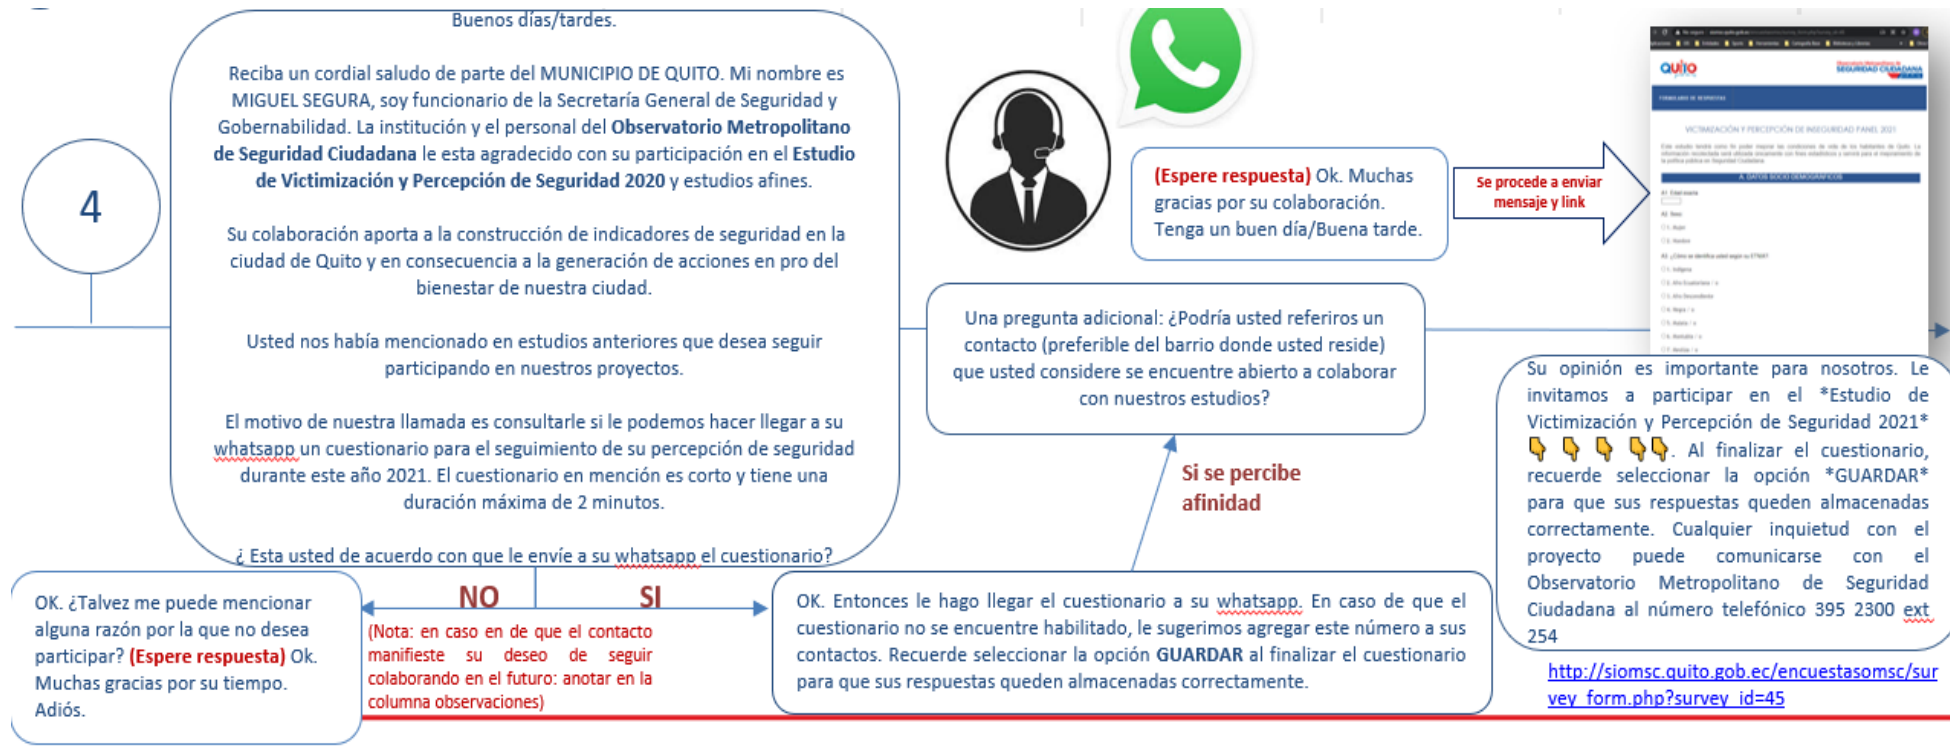 Buenos días/tardes.
Reciba un cordial saludo de parte del MUNICIPIO DE QUITO. Mi nombre es
MIGUEL SEGURA, soy funcionario de la Secretaría General de Seguridad y
Gobernabilidad. La institución y el personal del Observatorio Metropolitano
de Seguridad Ciudadana le esta agradecido con su participación en el Estudio
de Victimización y Percepción de Seguridad 2020 y estudios afines.
Su colaboración aporta a la construcción de indicadores de seguridad en la
ciudad de Quito y en consecuencia a la generación de acciones en pro del
bienestar de nuestra ciudad.
Usted nos había mencionado en estudios anteriores que desea seguir
participando en nuestros proyectos.
El motivo de nuestra llamada es consultarle si le podemos hacer llegar a su
whatsapp un cuestionario para el seguimiento de su percepción de seguridad
durante este año 2021. El cuestionario en mención es corto y tiene una
duración máxima de 2 minutos.
¿ Esta usted de acuerdo con que le envíe a su whatsapp el cuestionario?
4
NO
SI
OK. ¿Talvez me puede mencionar
alguna razón por la que no desea
participar? (Espere respuesta) Ok.
Muchas gracias por su tiempo.
Adiós.
(Nota: en caso en de que el contacto
manifieste su deseo de seguir
colaborando en el futuro: anotar en la
columna observaciones)
OK. Entonces le hago llegar el cuestionario a su whatsapp. En caso de que el
cuestionario no se encuentre habilitado, le sugerimos agregar este número a sus
contactos. Recuerde seleccionar la opción GUARDAR al finalizar el cuestionario
para que sus respuestas queden almacenadas correctamente.
Si se percibe
afinidad
Una pregunta adicional: ¿Podría usted referiros un
contacto (preferible del barrio donde usted reside)
que usted considere se encuentre abierto a colaborar
con nuestros estudios?
(Espere respuesta) Ok. Muchas
gracias por su colaboración.
Tenga un buen día/Buena tarde.
Se procede a enviar
mensaje y link
QUITO
SEGURIDAD CIUDADANA
FORMULARIO DE RESPUESTAS
VICTIMIZACIÓN Y PERCEPCIÓN DE INSEGURIDAD PANEL 2021
A. DATOS SOCIO DEMOGRAFICOS
Su opinión es importante para nosotros. Le
invitamos a participar en el *Estudio de
Victimización y Percepción de Seguridad 2021*
👇 👇 👇 👇👇. Al finalizar el cuestionario,
recuerde seleccionar la opción *GUARDAR*
para que sus respuestas queden almacenadas
correctamente. Cualquier inquietud con el
proyecto puede comunicarse con el
Observatorio Metropolitano de Seguridad
Ciudadana al número telefónico 395 2300 ext
254
http://siomsc.quito.gob.ec/encuestasomsc/sur
vey_form.php?survey_id=45